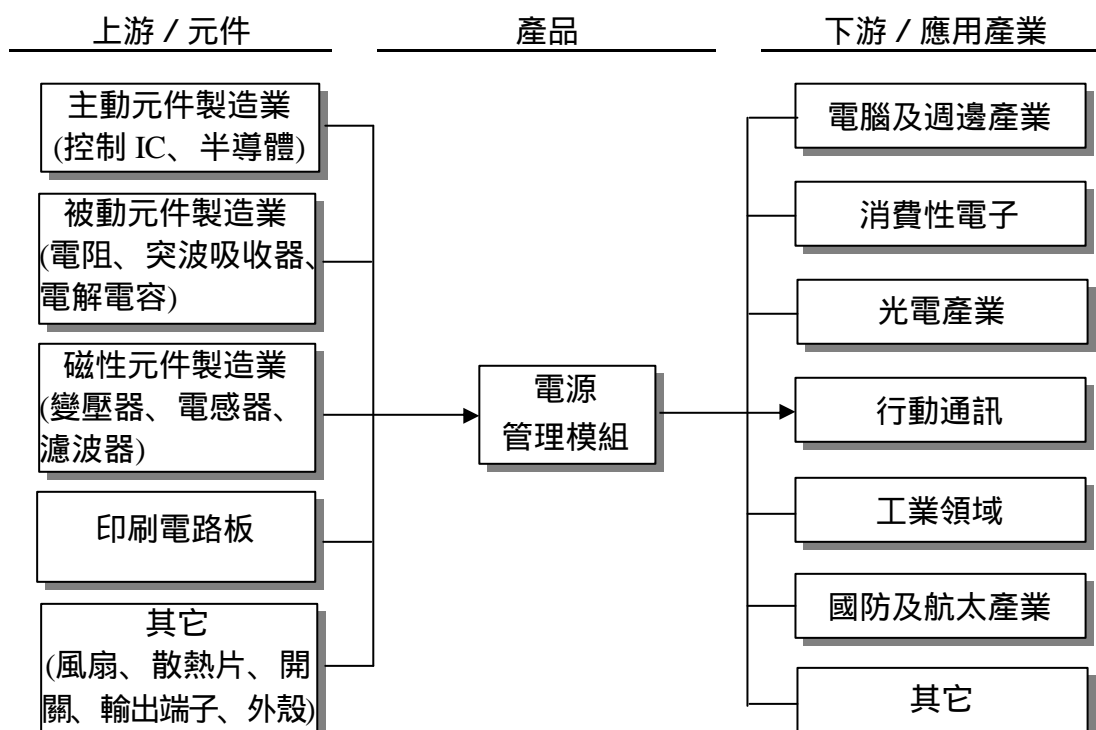 上游 / 元件
產品
下游 / 應用產業
主動元件製造業
(控制 IC、半導體)
被動元件製造業
(電阻、突波吸收器、
電解電容)
磁性元件製造業
(變壓器、電感器、
濾波器)
印刷電路板
其它
(風扇、散熱片、開
關、輸出端子、外殼)
電源
管理模組
電腦及週邊產業
消費性電子
光電產業
行動通訊
工業領域
國防及航太產業
其它